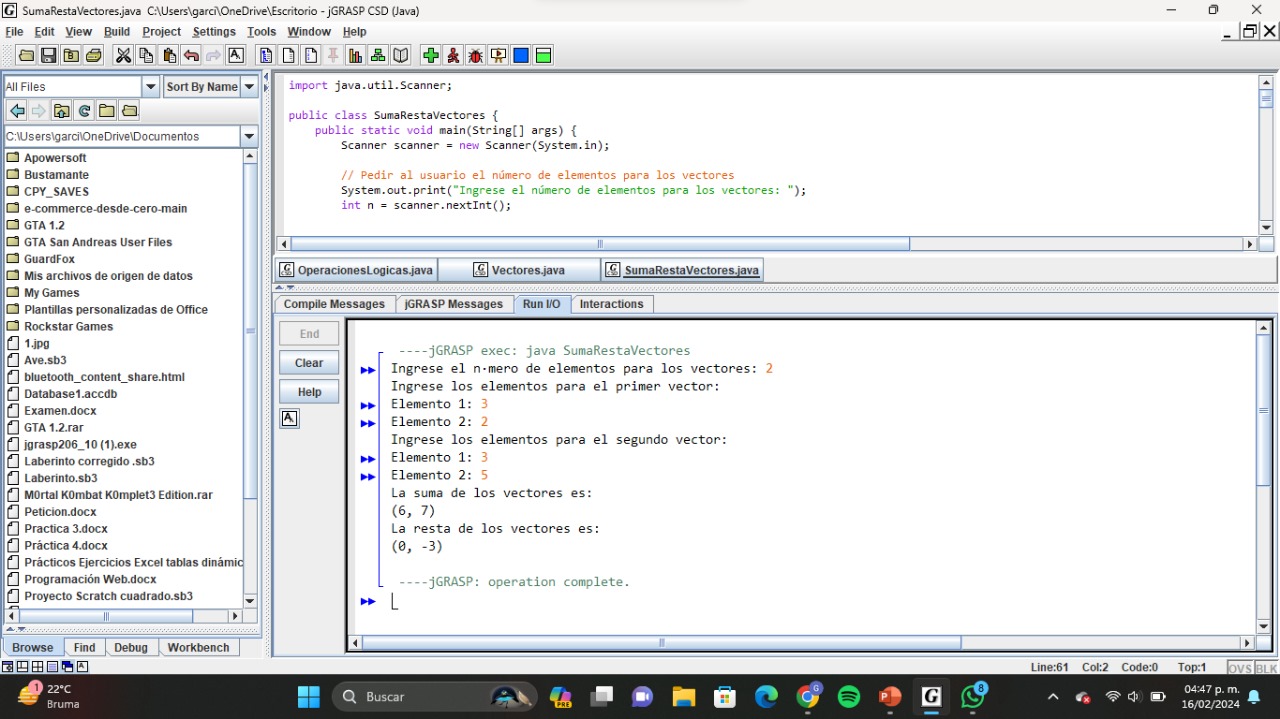 SumaRestaVectores.java  C:\Users\garci\OneDrive\Escritorio - jGRASP CSD (Java)
File Edit View Build Project Settings Tools Window Help
All Files
Sort By Name
C:\Users\garci\OneDrive\Documentos
Apowersoft
Bustamante
CPY_SAVES
e-commerce-desde-cero-main
GTA 1.2
GTA San Andreas User Files
GuardFox
Mis archivos de origen de datos
My Games
Plantillas personalizadas de Office
Rockstar Games
1.jpg
Ave.sb3
bluetooth_content_share.html
Database1.accdb
Examen.docx
GTA 1.2.rar
jgrasp206_10 (1).exe
Laberinto corregido .sb3
Laberinto.sb3
M0rtal K0mbat K0mplet3 Edition.rar
Peticion.docx
Practica 3.docx
Práctica 4.docx
Prácticos Ejercicios Excel tablas dinámic
Programación Web.docx
Proyecto Scratch cuadrado.sb3
Browse Find Debug Workbench
import java.util.Scanner;
public class SumaRestaVectores {
public static void main(String[] args) {
Scanner scanner = new Scanner(System.in);
// Pedir al usuario el número de elementos para los vectores
System.out.print("Ingrese el número de elementos para los vectores: ");
int n = scanner.nextInt();
OperacionesLogicas.java Vectores.java SumaRestaVectores.java
Compile Messages jGRASP Messages Run I/O Interactions
End
Clear
Help
----jGRASP exec: java SumaRestaVectores
Ingrese el n·mero de elementos para los vectores: 2
Ingrese los elementos para el primer vector:
Elemento 1: 3
Elemento 2: 2
Ingrese los elementos para el segundo vector:
Elemento 1: 3
Elemento 2: 5
La suma de los vectores es:
(6, 7)
La resta de los vectores es:
(0, -3)
----jGRASP: operation complete.
Line:61 Col:2 Code:0 Top:1 OVS BLK
1
22°C
Bruma
Buscar
PRE
G
P
G
8
04:47 p. m.
16/02/2024